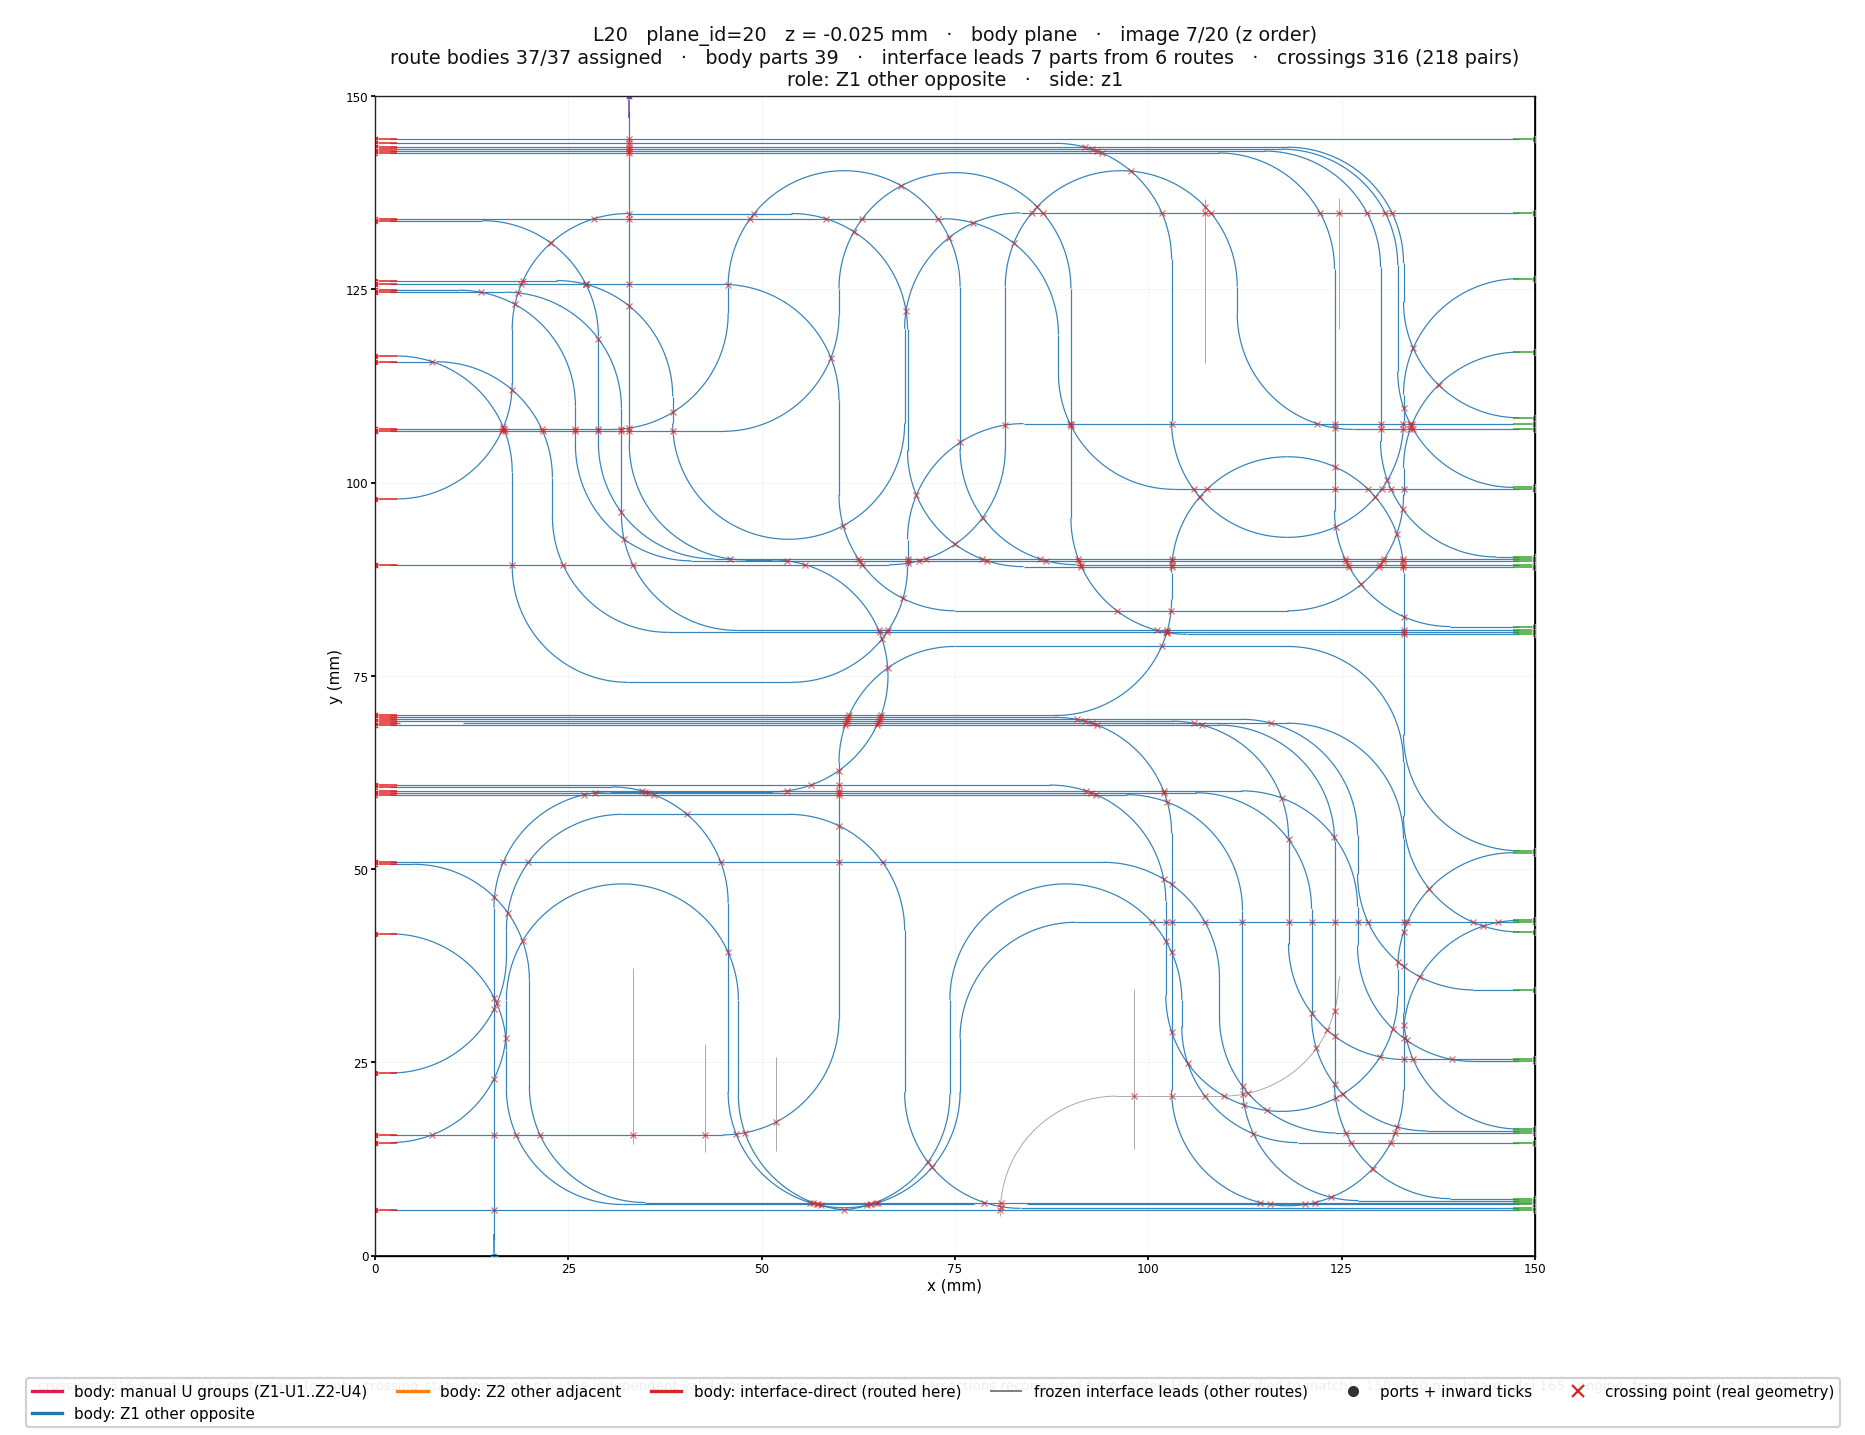 L20   plane_id=20   z = -0.025 mm   ·   body plane   ·   image 7/20 (z order)
route bodies 37/37 assigned   ·   body parts 39   ·   interface leads 7 parts from 6 routes   ·   crossings 316 (218 pairs)
role: Z1 other opposite   ·   side: z1
150
125
100
75
50
25
0
y (mm)
0 25 50 75 100 125 150
x (mm)
body: manual U groups (Z1-U1..Z2-U4)
body: Z1 other opposite
body: Z2 other adjacent
body: interface-direct (routed here)
frozen interface leads (other routes)
ports + inward ticks
crossing point (real geometry)